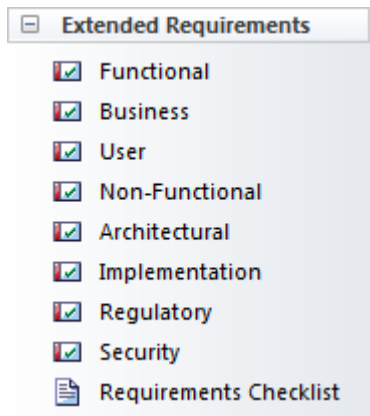 Extended Requirements
Functional
Business
User
Non-Functional
Architectural
Implementation
Regulatory
Security
Requirements Checklist